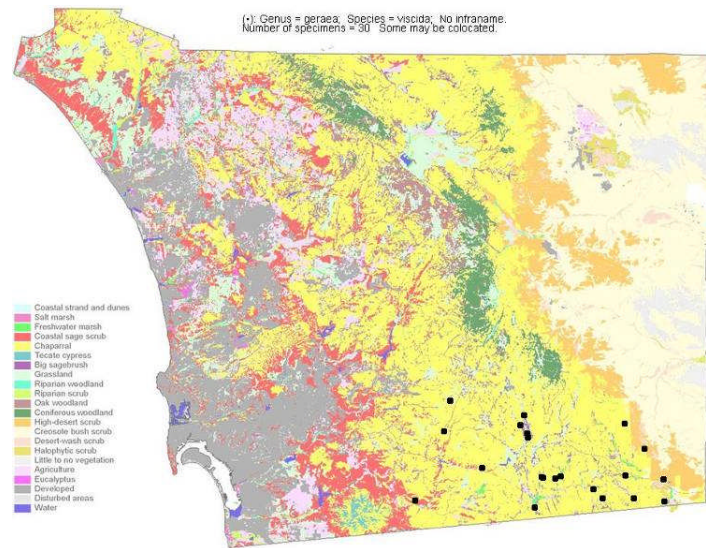 (▪): Genus = geraea; Species = viscida; No infraname.
Number of specimens = 30 Some may be colocated.
Coastal strand and dunes
Salt marsh
Freshwater marsh
Coastal sage scrub
Chaparral
Tecate cypress
Big sagebrush
Grassland
Riparian woodland
Riparian scrub
Oak woodland
Coniferous woodland
High-desert scrub
Creosole bush scrub
Desert-wash scrub
Halophytic scrub
Little to no vegetation
Agriculture
Eucalyptus
Developed
Disturbed areas
Water